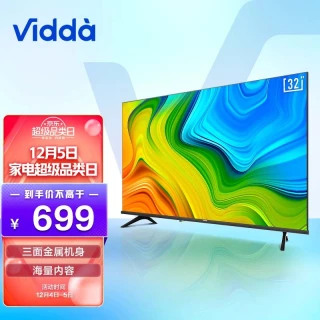 Vidda
[32]
京东
超级品类日
12月5日
家电超级品类日
到手价不高于
¥ 699
三面金属机身
海量内容
活动时间
12月4日-5日